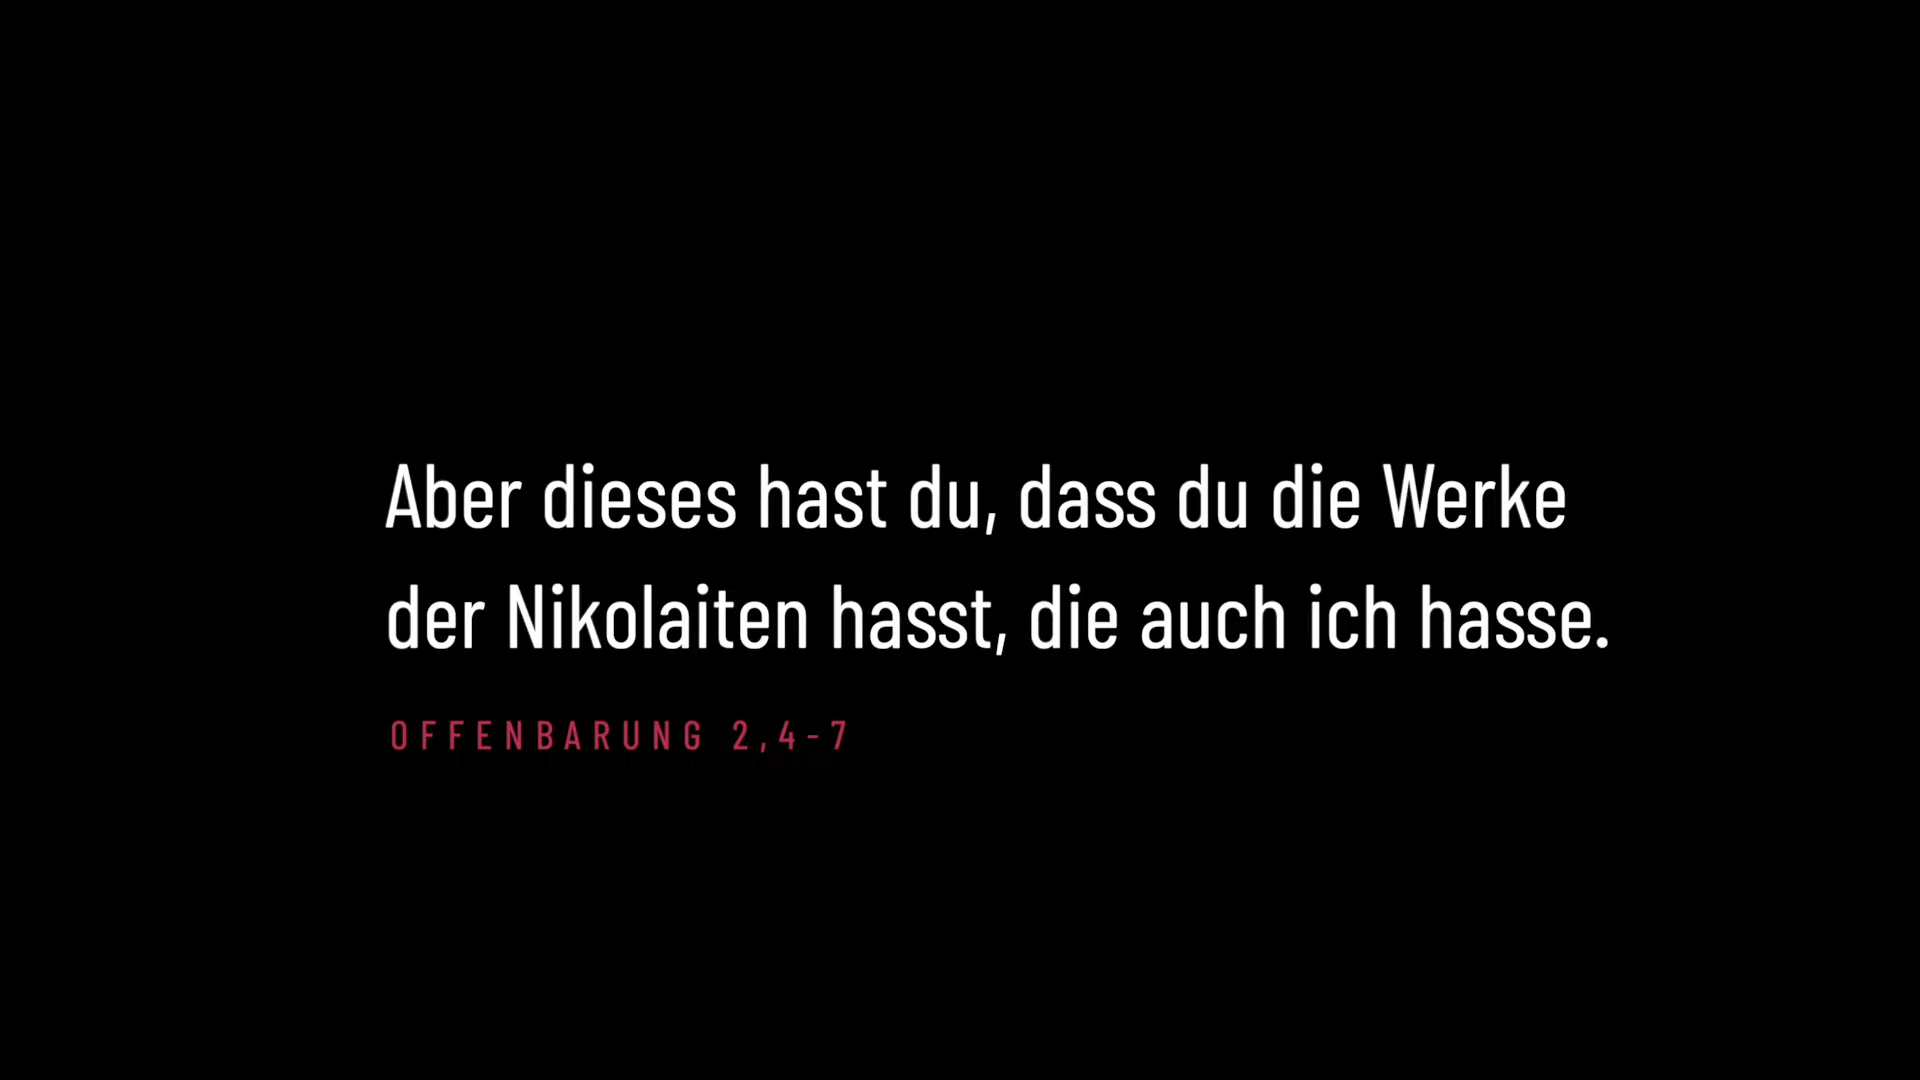 Aber dieses hast du, dass du die Werke
der Nikolaiten hasst, die auch ich hasse.
OFFENBARUNG 2,4-7